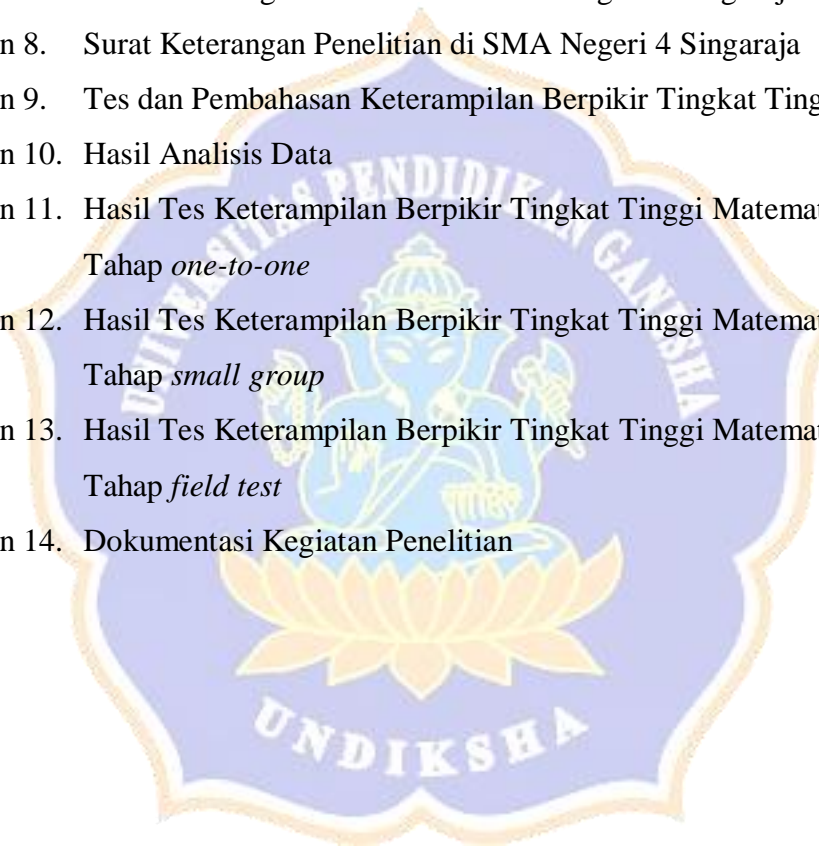 n 8. Surat Keterangan Penelitian di SMA Negeri 4 Singaraja
n 9. Tes dan Pembahasan Keterampilan Berpikir Tingkat Ting
n 10. Hasil Analisis Data
n 11. Hasil Tes Keterampilan Berpikir Tingkat Tinggi Matemat
Tahap one-to-one
n 12. Hasil Tes Keterampilan Berpikir Tingkat Tinggi Matemat
Tahap small group
n 13. Hasil Tes Keterampilan Berpikir Tingkat Tinggi Matemat
Tahap field test
n 14. Dokumentasi Kegiatan Penelitian
UNIVERSITAS PENDIDIKAN GANESHA
UNDIKSHA